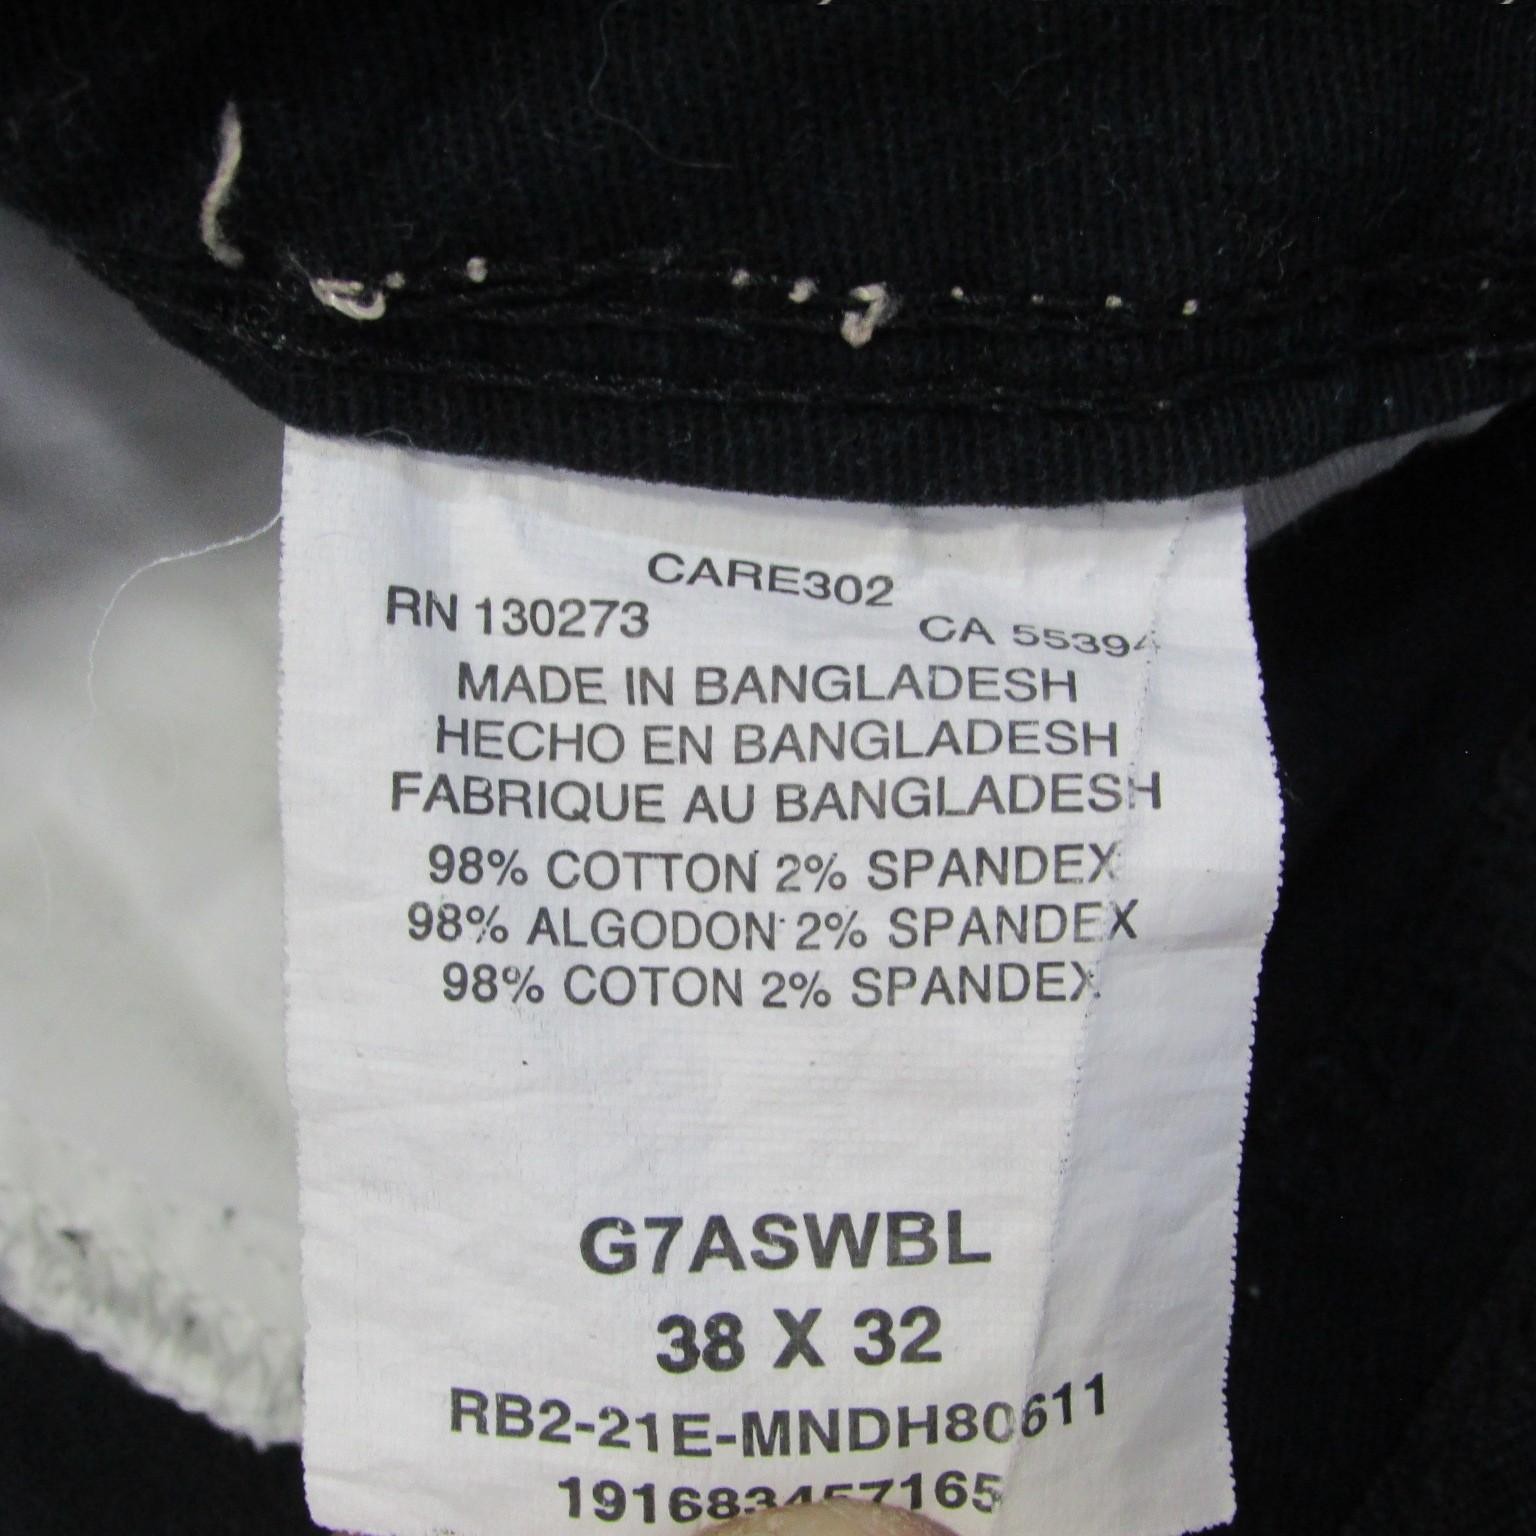 CARE302
RN 130273 CA 55394
MADE IN BANGLADESH
HECHO EN BANGLADESH
FABRIQUE AU BANGLADESH
98% COTTON 2% SPANDEX
98% ALGODON 2% SPANDEX
98% COTON 2% SPANDEX
G7ASWBL
38 X 32
RB2-21E-MNDH80611
191683457165